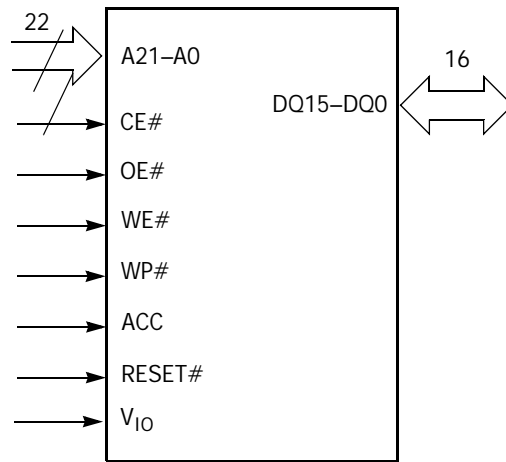 22
A21–A0
16
DQ15–DQ0
CE#
OE#
WE#
WP#
ACC
RESET#
VIO